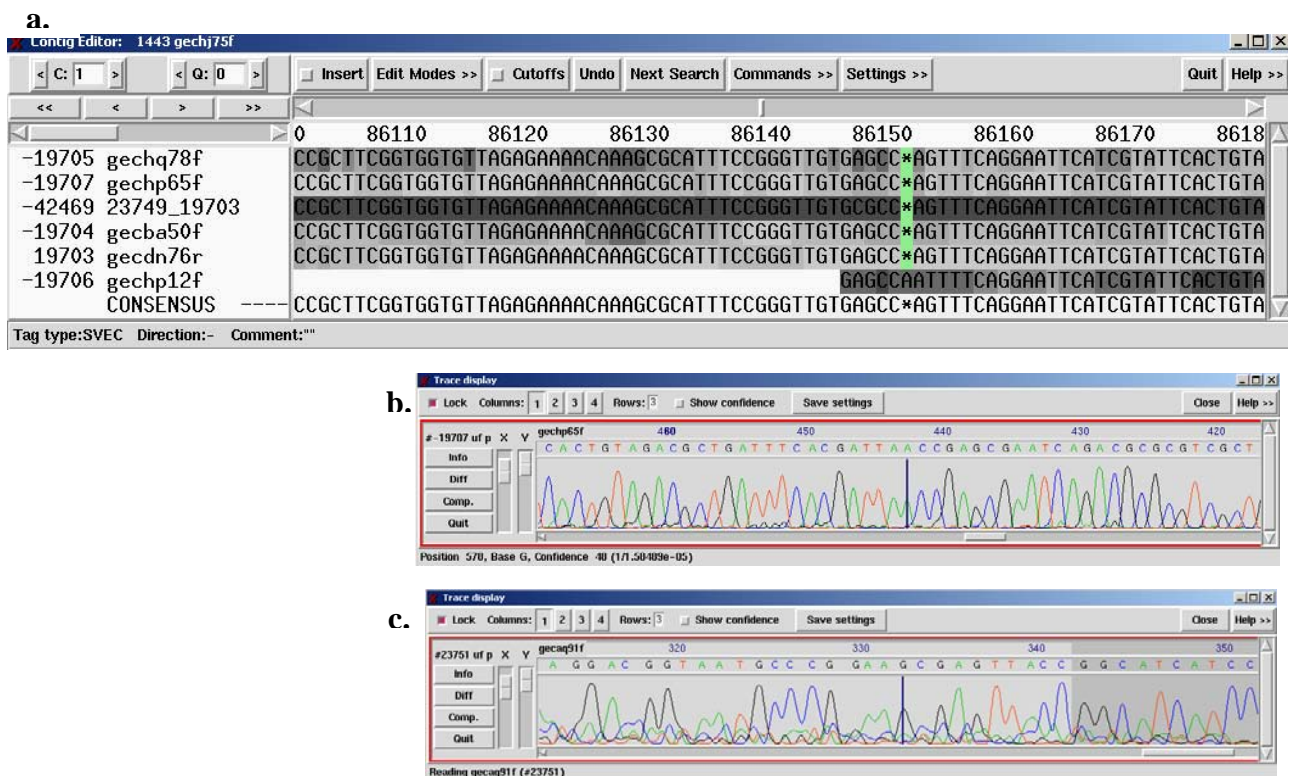 a.
Contig Editor: 1443 gechj75f
< C: 1 > < Q: 0 > Insert Edit Modes >> Cutoffs Undo Next Search Commands >> Settings >> Quit Help >>
<< < > >>
0 86110 86120 86130 86140 86150 86160 86170 8618
-19705 gechq78f CCGCTTCGGTGGTGTTAGAGAAAACAAAGCGCATTTCCGGGTTGTGAGCC*AGTTTCAGGAATTCATCGTATTCACTGTA
-19707 gechp65f CCGCTTCGGTGGTGTTAGAGAAAACAAAGCGCATTTCCGGGTTGTGAGCC*AGTTTCAGGAATTCATCGTATTCACTGTA
-42469 23749_19703 CCGCTTCGGTGGTGTTAGAGAAAACAAAGCGCATTTCCGGGTTGTGCGCC*AGTTTCAGGAATTCATCGTATTCACTGTA
-19704 gecba50f CCGCTTCGGTGGTGTTAGAGAAAACAAAGCGCATTTCCGGGTTGTGAGCC*AGTTTCAGGAATTCATCGTATTCACTGTA
19703 gecdn76r CCGCTTCGGTGGTGTTAGAGAAAACAAAGCGCATTTCCGGGTTGTGAGCC*AGTTTCAGGAATTCATCGTATTCACTGTA
-19706 gechp12f GAGCCAATTTTCAGGAATTCATCGTATTCACTGTA
CONSENSUS ---- CCGCTTCGGTGGTGTTAGAGAAAACAAAGCGCATTTCCGGGTTGTGAGCC*AGTTTCAGGAATTCATCGTATTCACTGTA
Tag type:SVEC Direction:- Comment:""
b.
Trace display
Lock Columns: 1 2 3 4 Rows: 3 Show confidence Save settings Close Help >>
#-19707 uf p X Y gechp65f 460 450 440 430 420
C A C T G T A G A C G C T G A T T T C A C G A T T A A C C G A G C G A A T C A G A C G C G C G T C G C T
Info
Diff
Comp.
Quit
Position 570, Base G, Confidence 40 (1/1.58489e-05)
c.
Trace display
Lock Columns: 1 2 3 4 Rows: 3 Show confidence Save settings Close Help >>
#23751 uf p X Y gecaq91f 320 330 340 350
A G G A C G G T A A T G C C C G G A A G C G A G T T A C C G G C A T C A T C C
Info
Diff
Comp.
Quit
Reading gecaq91f (#23751)